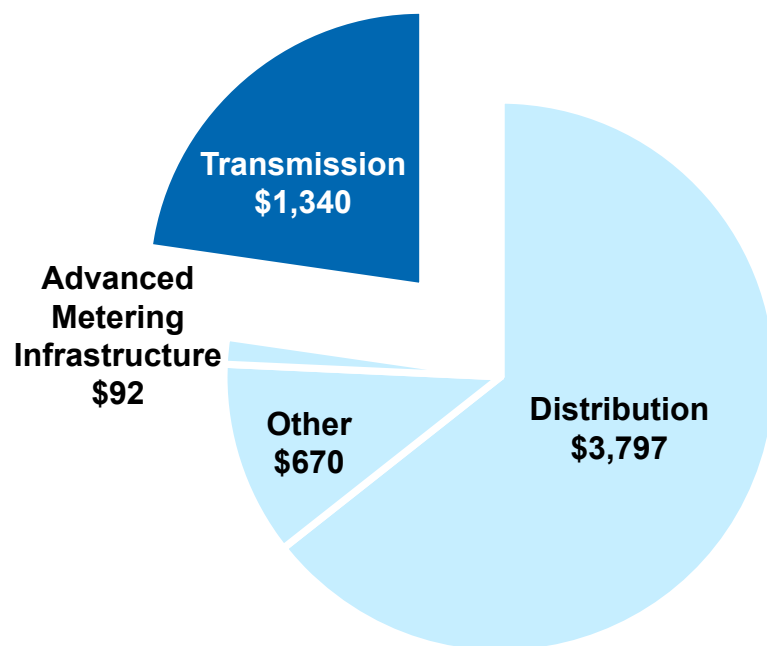 Transmission
$1,340
Advanced
Metering
Infrastructure
$92
Other
$670
Distribution
$3,797